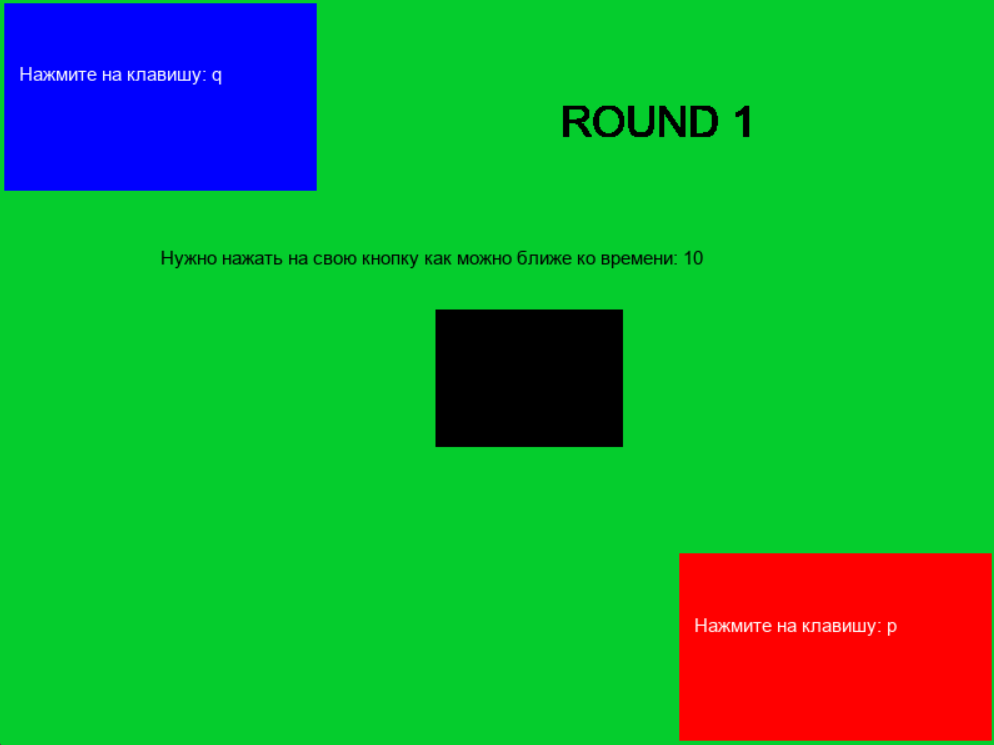 Нажмите на клавишу: q
ROUND 1
Нужно нажать на свою кнопку как можно ближе ко времени: 10
Нажмите на клавишу: p